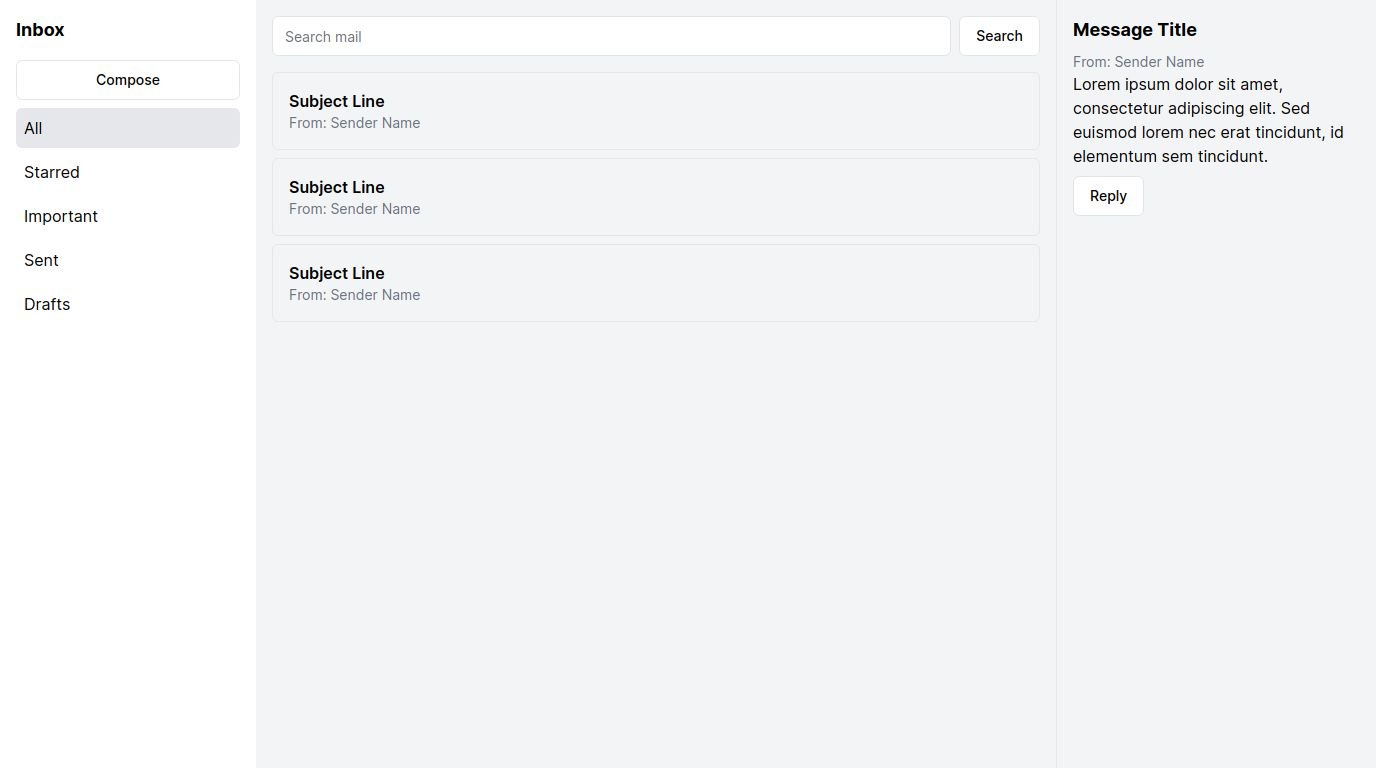 Inbox
Compose
All
Starred
Important
Sent
Drafts
Search mail
Search
Subject Line
From: Sender Name
Subject Line
From: Sender Name
Subject Line
From: Sender Name
Message Title
From: Sender Name
Lorem ipsum dolor sit amet,
consectetur adipiscing elit. Sed
euismod lorem nec erat tincidunt, id
elementum sem tincidunt.
Reply